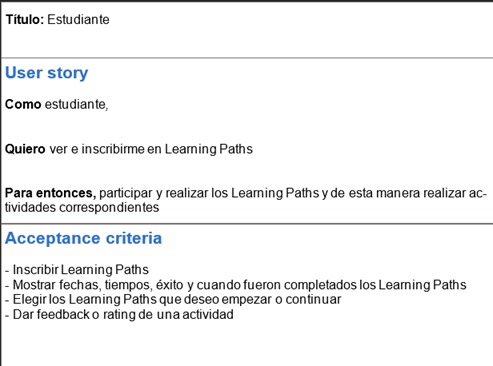 Título: Estudiante
User story
Como estudiante,
Quiero ver e inscribirme en Learning Paths
Para entonces, participar y realizar los Learning Paths y de esta manera realizar ac-
tividades correspondientes
Acceptance criteria
- Inscribir Learning Paths
- Mostrar fechas, tiempos, éxito y cuando fueron completados los Learning Paths
- Elegir los Learning Paths que deseo empezar o continuar
- Dar feedback o rating de una actividad